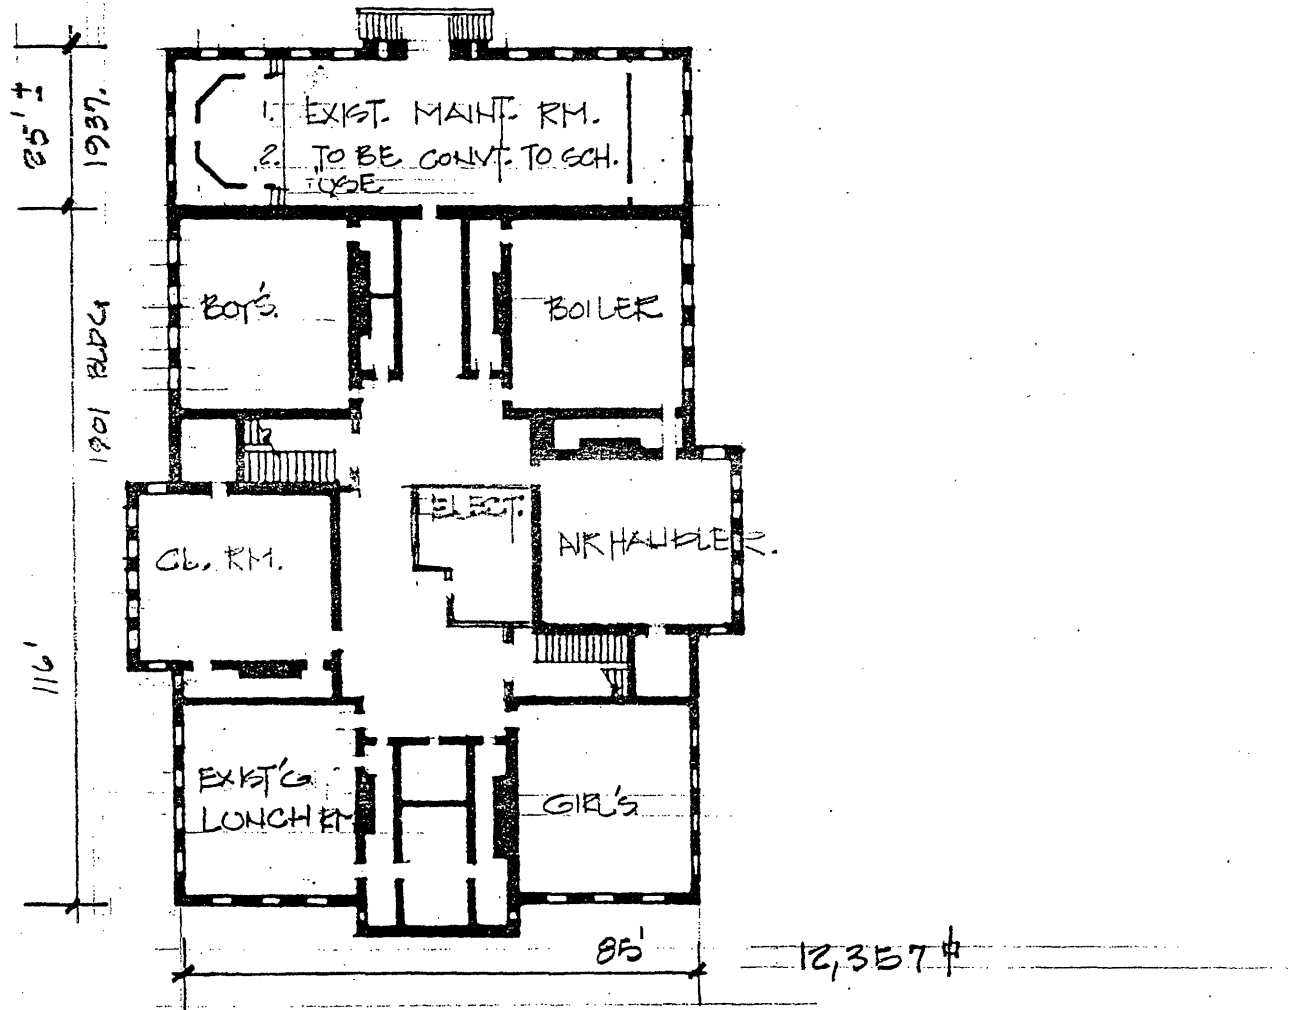 25' ±
1937.
1. EXIST. MAINT. RM.
2. TO BE CONVT. TO SCH.
USE
BOY'S.
BOILER
1901 BLDG
ELECT.
CL. RM.
AIR HANDLER.
116'
EXIST'G
LUNCH RM
GIRL'S
85'
12,357